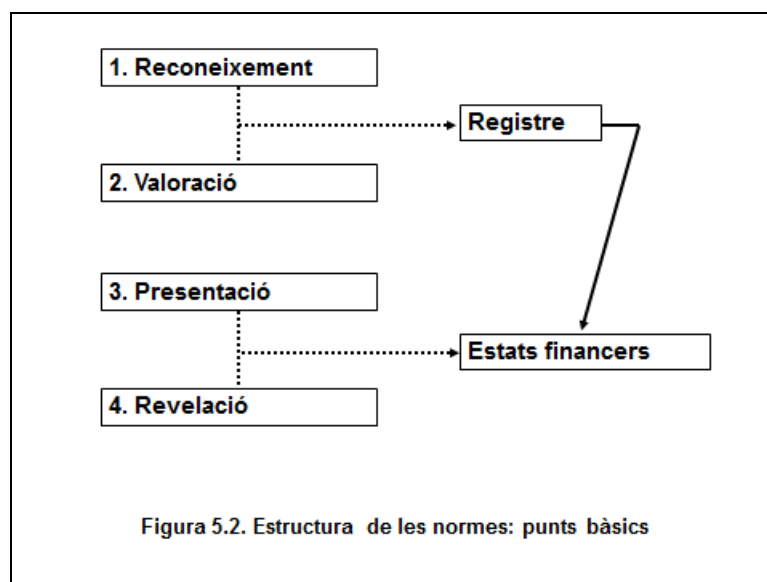 1. Reconeixement
Registre
2. Valoració
3. Presentació
Estats financers
4. Revelació
Figura 5.2. Estructura de les normes: punts bàsics